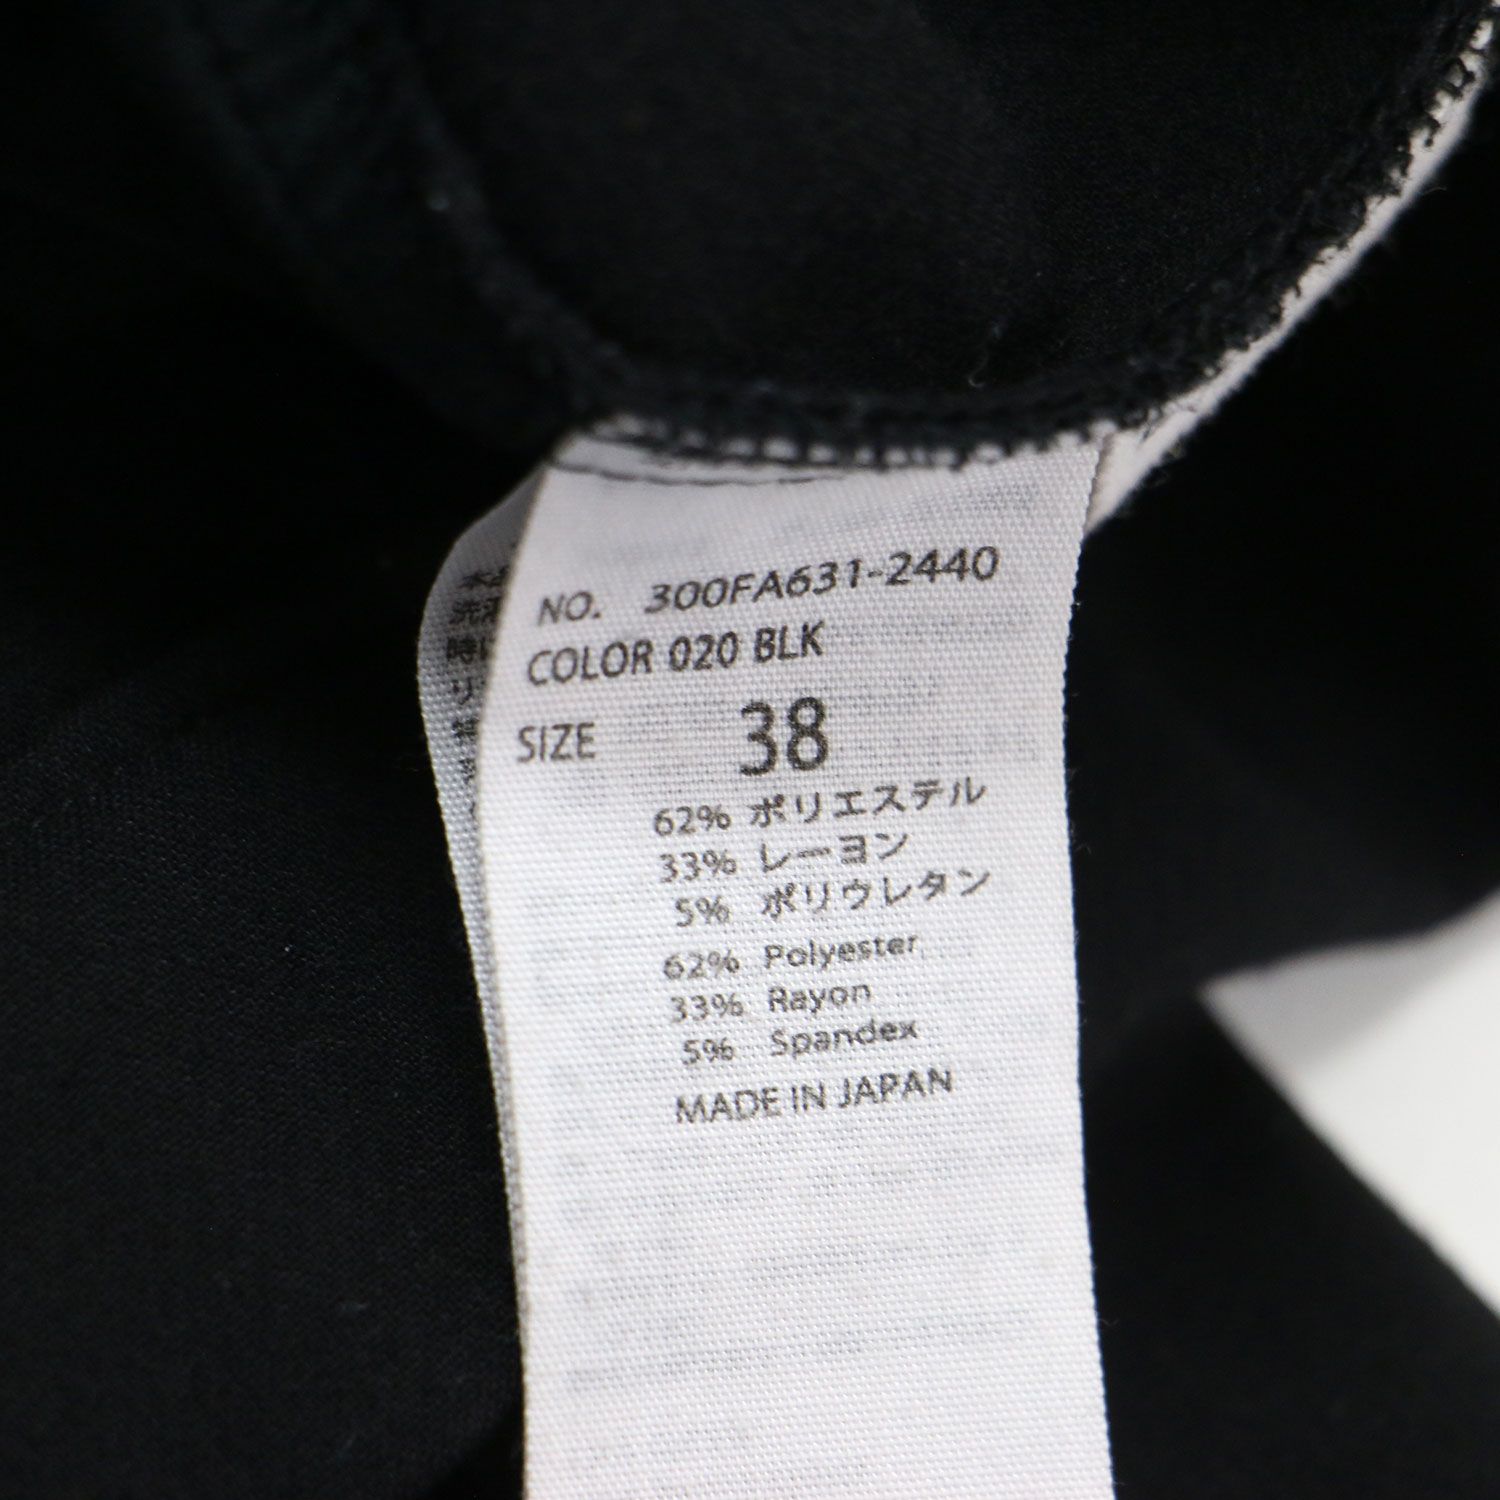 NO. 300FA631-2440
COLOR 020 BLK
SIZE 38
62% ポリエステル
33% レーヨン
5% ポリウレタン
62% Polyester
33% Rayon
5% Spandex
MADE IN JAPAN